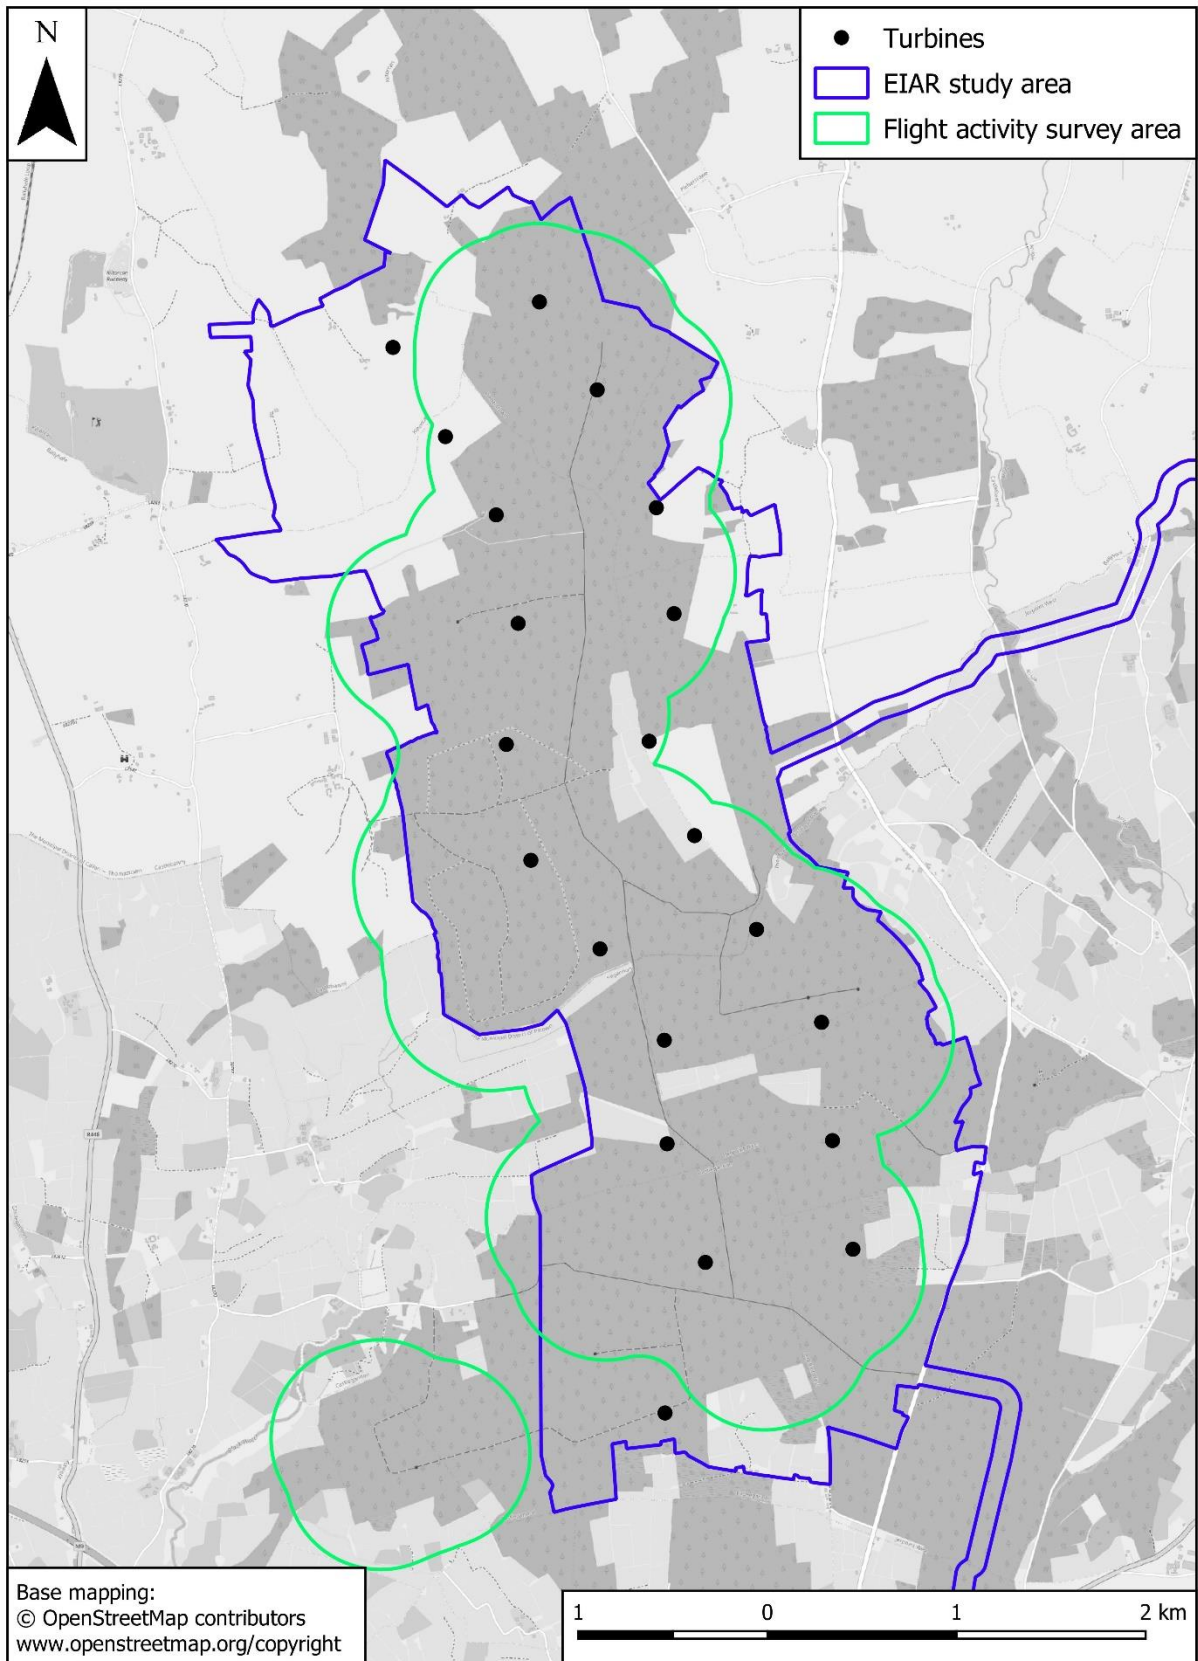 N
Turbines
EIAR study area
Flight activity survey area
Base mapping:
© OpenStreetMap contributors
www.openstreetmap.org/copyright
1 0 1 2 km